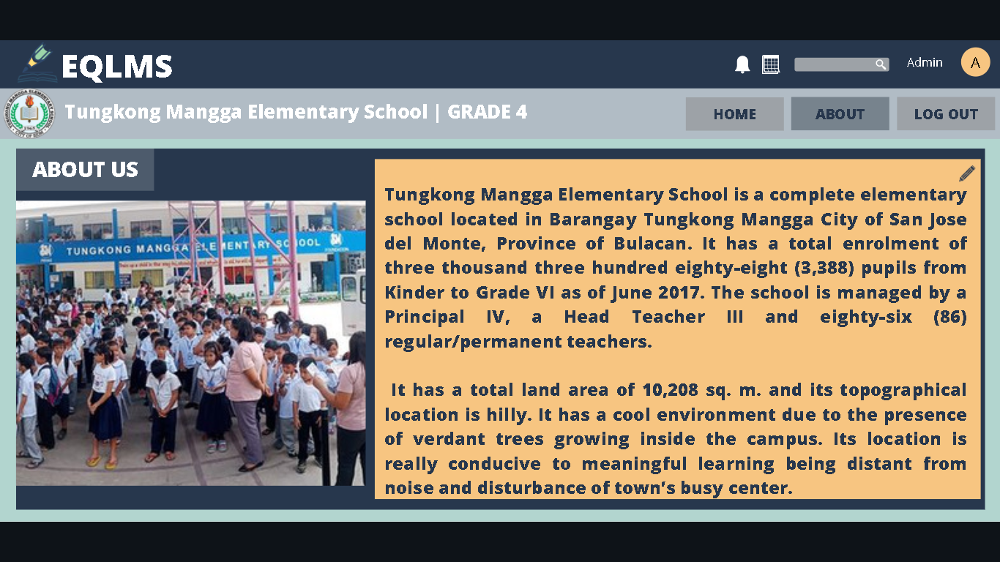 EQLMS
Admin
A
Tungkong Mangga Elementary School | GRADE 4
HOME
ABOUT
LOG OUT
ABOUT US
TUNGKONG MANGGA ELEMENTARY SCHOOL
Tungkong Mangga Elementary School is a complete elementary
school located in Barangay Tungkong Mangga City of San Jose
del Monte, Province of Bulacan. It has a total enrolment of
three thousand three hundred eighty-eight (3,388) pupils from
Kinder to Grade VI as of June 2017. The school is managed by a
Principal IV, a Head Teacher III and eighty-six (86)
regular/permanent teachers.
It has a total land area of 10,208 sq. m. and its topographical
location is hilly. It has a cool environment due to the presence
of verdant trees growing inside the campus. Its location is
really conducive to meaningful learning being distant from
noise and disturbance of town's busy center.